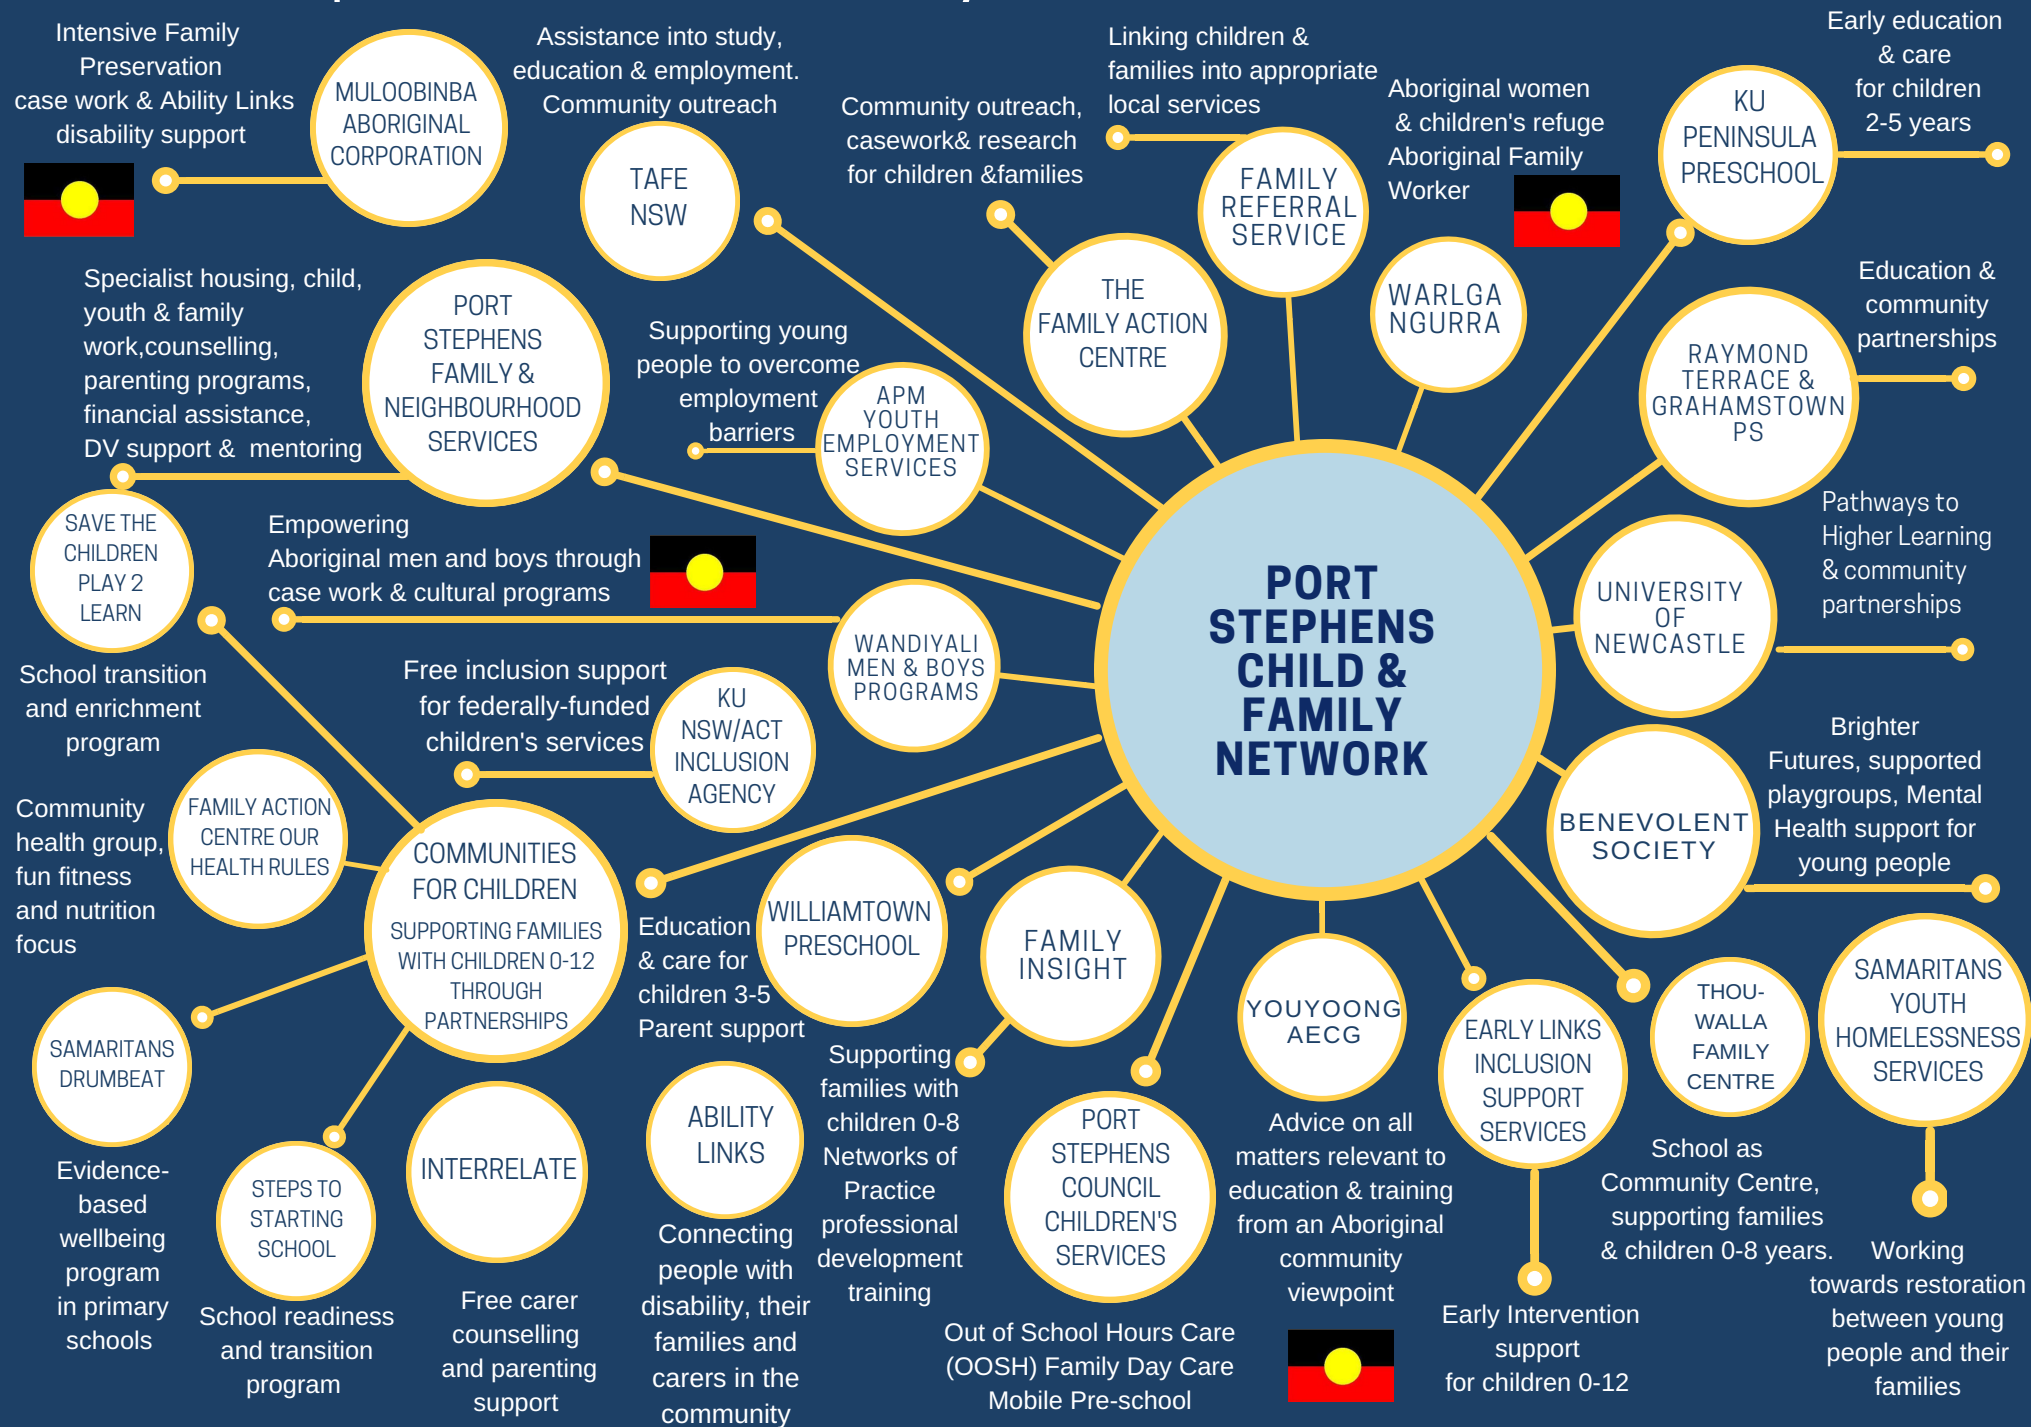 Intensive Family
Preservation
case work & Ability Links
disability support
MULOOBINBA
ABORIGINAL
CORPORATION
Assistance into study,
education & employment.
Community outreach
TAFE
NSW
Community outreach,
casework& research
for children &families
THE
FAMILY ACTION
CENTRE
Linking children &
families into appropriate
local services
FAMILY
REFERRAL
SERVICE
Aboriginal women
& children's refuge
Aboriginal Family
Worker
WARLGA
NGURRA
KU
PENINSULA
PRESCHOOL
Early education
& care
for children
2-5 years
Specialist housing, child,
youth & family
work,counselling,
parenting programs,
financial assistance,
DV support & mentoring
PORT
STEPHENS
FAMILY &
NEIGHBOURHOOD
SERVICES
Supporting young
people to overcome
employment
barriers
APM
YOUTH
EMPLOYMENT
SERVICES
RAYMOND
TERRACE &
GRAHAMSTOWN
PS
Education &
community
partnerships
SAVE THE
CHILDREN
PLAY 2
LEARN
School transition
and enrichment
program
Empowering
Aboriginal men and boys through
case work & cultural programs
WANDIYALI
MEN & BOYS
PROGRAMS
PORT
STEPHENS
CHILD &
FAMILY
NETWORK
UNIVERSITY
OF
NEWCASTLE
Pathways to
Higher Learning
& community
partnerships
Free inclusion support
for federally-funded
children's services
KU
NSW/ACT
INCLUSION
AGENCY
BENEVOLENT
SOCIETY
Brighter
Futures, supported
playgroups, Mental
Health support for
young people
Community
health group,
fun fitness
and nutrition
focus
FAMILY ACTION
CENTRE OUR
HEALTH RULES
COMMUNITIES
FOR CHILDREN
SUPPORTING FAMILIES
WITH CHILDREN 0-12
THROUGH
PARTNERSHIPS
Education
& care for
children 3-5
Parent support
WILLIAMTOWN
PRESCHOOL
FAMILY
INSIGHT
Supporting
families with
children 0-8
Networks of
Practice
professional
development
training
YOUYOONG
AECG
Advice on all
matters relevant to
education & training
from an Aboriginal
community
viewpoint
EARLY LINKS
INCLUSION
SUPPORT
SERVICES
Early Intervention
support
for children 0-12
THOU-
WALLA
FAMILY
CENTRE
School as
Community Centre,
supporting families
& children 0-8 years.
SAMARITANS
YOUTH
HOMELESSNESS
SERVICES
Working
towards restoration
between young
people and their
families
SAMARITANS
DRUMBEAT
Evidence-
based
wellbeing
program
in primary
schools
STEPS TO
STARTING
SCHOOL
School readiness
and transition
program
INTERRELATE
Free carer
counselling
and parenting
support
ABILITY
LINKS
Connecting
people with
disability, their
families and
carers in the
community
PORT
STEPHENS
COUNCIL
CHILDREN'S
SERVICES
Out of School Hours Care
(OOSH) Family Day Care
Mobile Pre-school